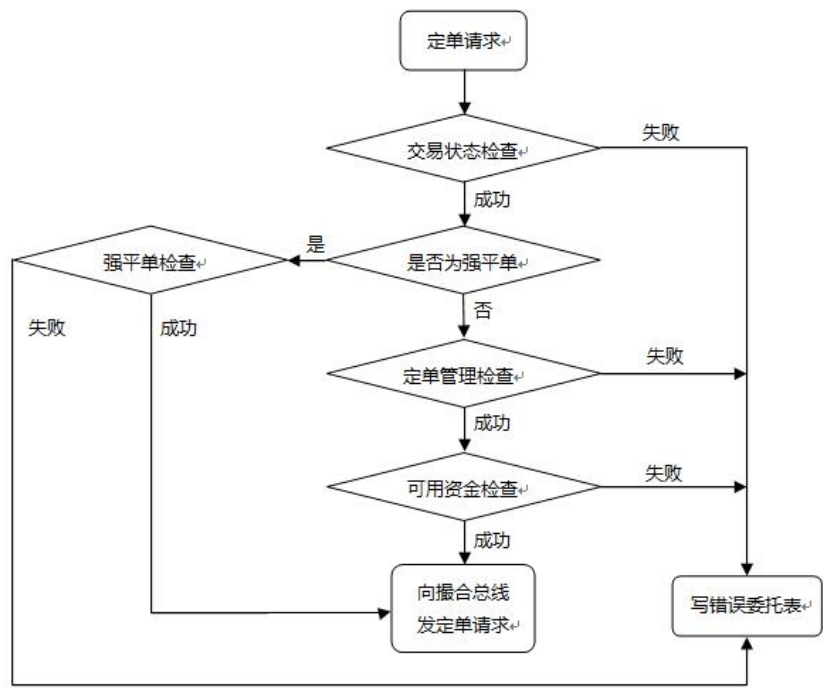 定单请求
交易状态检查
失败
成功
强平单检查
是
是否为强平单
失败
成功
否
定单管理检查
失败
成功
可用资金检查
失败
成功
向撮合总线
发定单请求
写错误委托表